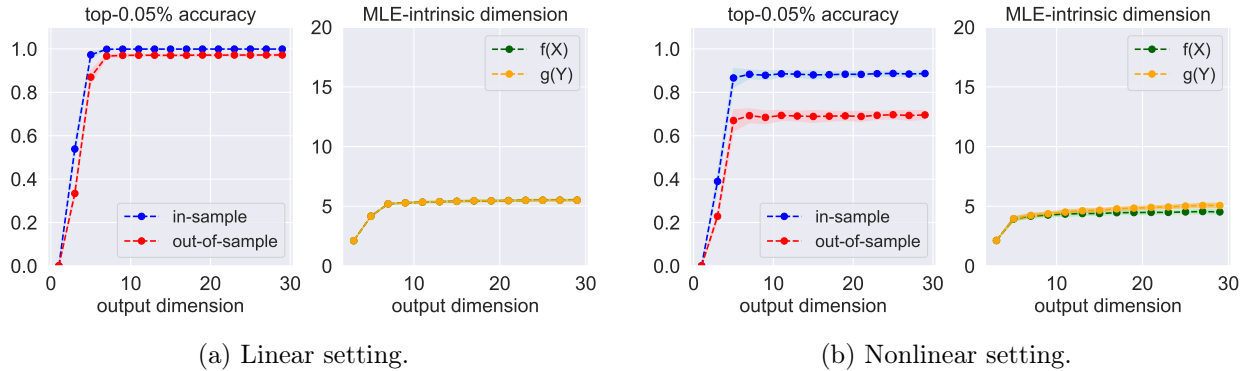 top-0.05% accuracy
1.0
0.8
0.6
0.4
0.2
0.0
0
10
20
30
output dimension
in-sample
out-of-sample
MLE-intrinsic dimension
20
15
10
5
0
10
20
30
output dimension
f(X)
g(Y)
(a) Linear setting.
top-0.05% accuracy
1.0
0.8
0.6
0.4
0.2
0.0
0
10
20
30
output dimension
in-sample
out-of-sample
MLE-intrinsic dimension
20
15
10
5
0
10
20
30
output dimension
f(X)
g(Y)
(b) Nonlinear setting.